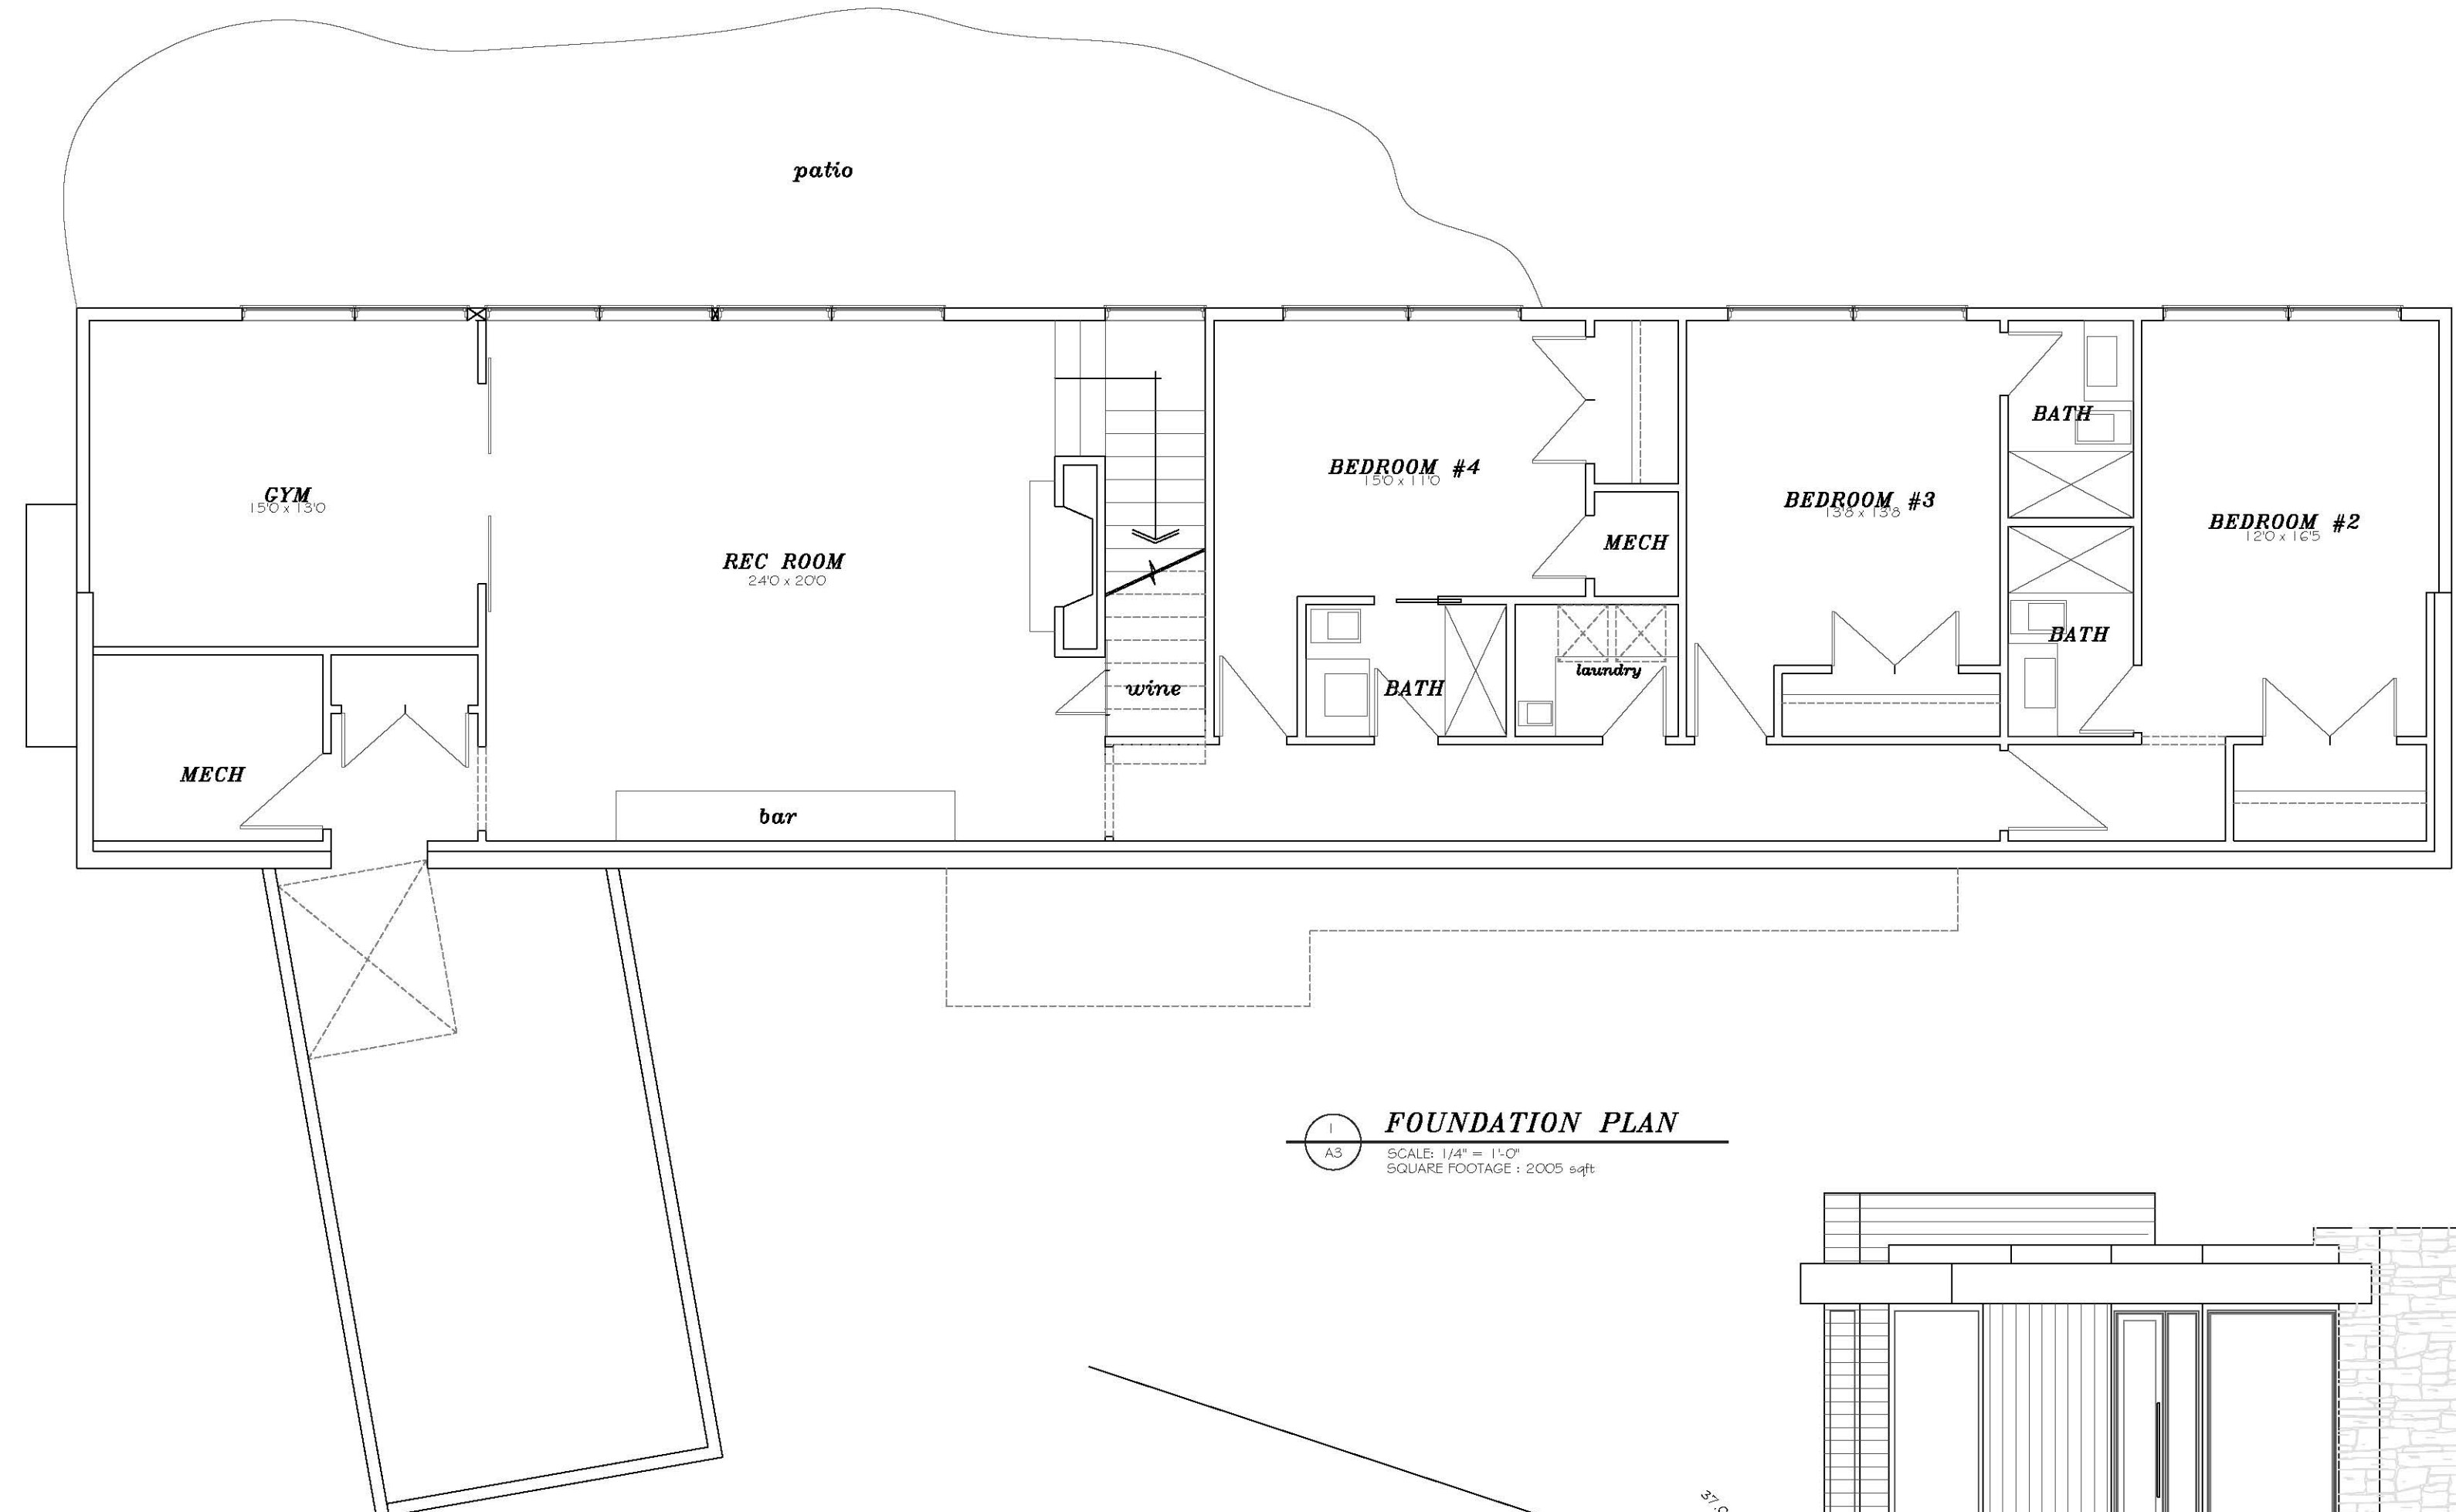 patio
GYM
15'0 x 13'0
REC ROOM
24'0 x 20'0
wine
bar
MECH
BEDROOM #4
15'0 x 11'0
MECH
BATH
laundry
BEDROOM #3
13'8 x 13'8
BATH
BATH
BEDROOM #2
12'0 x 16'5
1
A3
FOUNDATION PLAN
SCALE: 1/4" = 1'-0"
SQUARE FOOTAGE : 2005 sqft